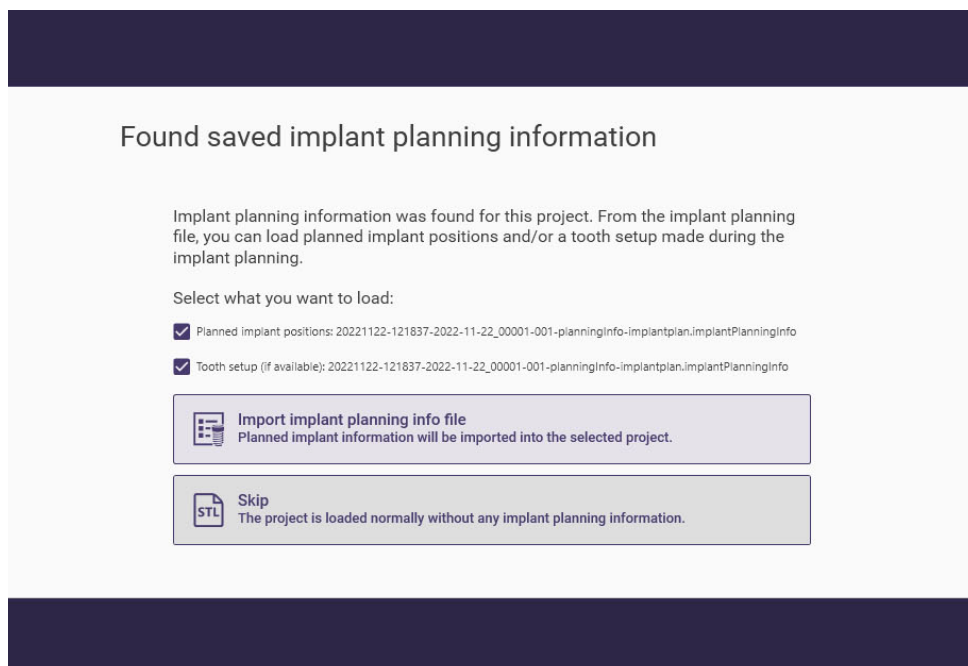 Found saved implant planning information
Implant planning information was found for this project. From the implant planning
file, you can load planned implant positions and/or a tooth setup made during the
implant planning.
Select what you want to load:
Planned implant positions: 20221122-121837-2022-11-22_00001-001-planningInfo-implantplan.implantPlanningInfo
Tooth setup (if available): 20221122-121837-2022-11-22_00001-001-planningInfo-implantplan.implantPlanningInfo
Import implant planning info file
Planned implant information will be imported into the selected project.
STL
Skip
The project is loaded normally without any implant planning information.